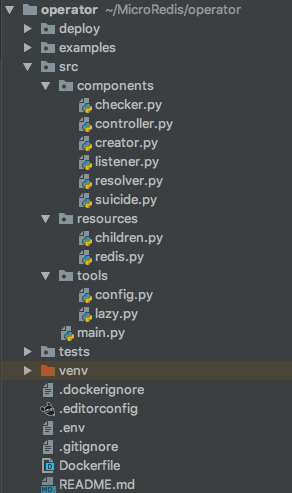 operator ~/MicroRedis/operator
deploy
examples
src
components
checker.py
controller.py
creator.py
listener.py
resolver.py
suicide.py
resources
children.py
redis.py
tools
config.py
lazy.py
main.py
tests
venv
.dockerignore
.editorconfig
.env
.gitignore
Dockerfile
README.md